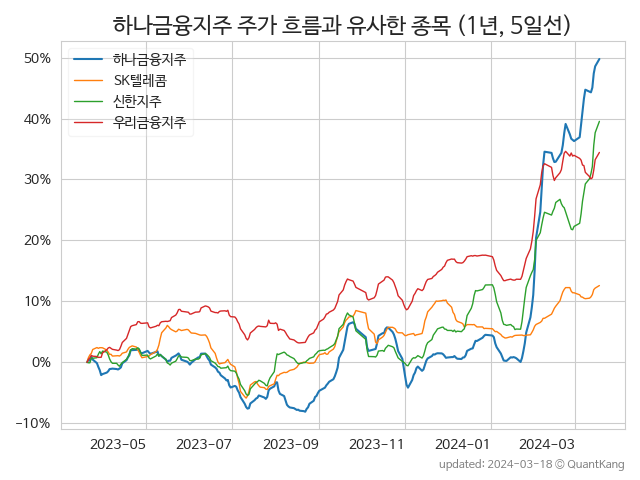 하나금융지주 주가 흐름과 유사한 종목 (1년, 5일선)
하나금융지주
SK텔레콤
신한지주
우리금융지주
50%
40%
30%
20%
10%
0%
−10%
2023-05 2023-07 2023-09 2023-11 2024-01 2024-03
updated: 2024-03-18 © QuantKang